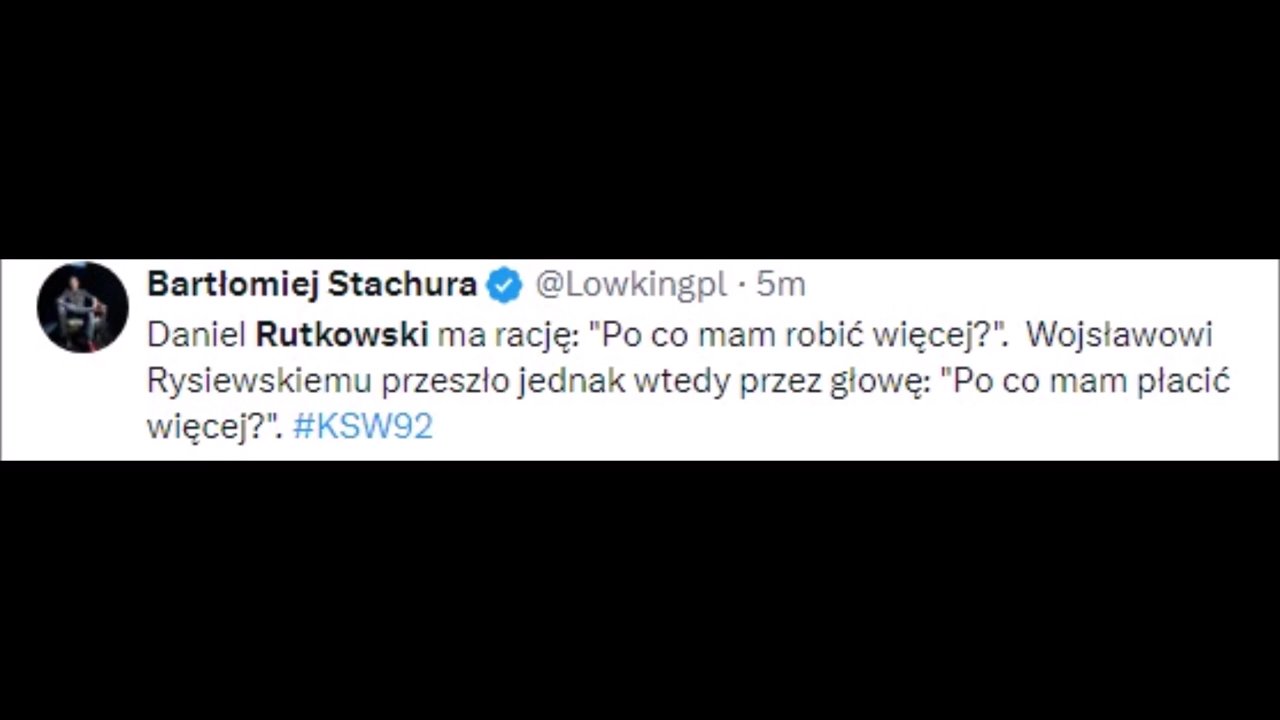 Bartłomiej Stachura @Lowkingpl · 5m
Daniel Rutkowski ma rację: "Po co mam robić więcej?".  Wojsławowi
Rysiewskiemu przeszło jednak wtedy przez głowę: "Po co mam płacić
więcej?". #KSW92